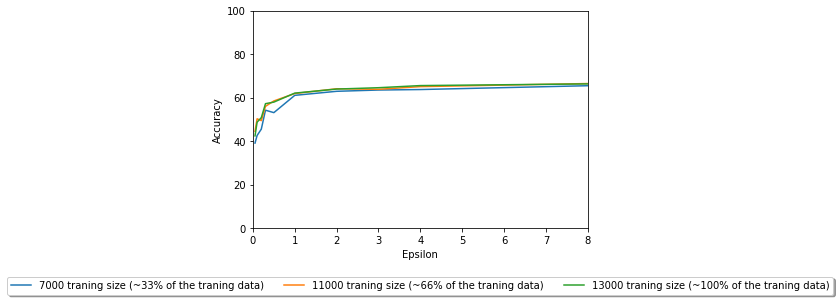 100
80
60
40
20
0
Accuracy
0 1 2 3 4 5 6 7 8
Epsilon
7000 traning size (~33% of the traning data) 11000 traning size (~66% of the traning data) 13000 traning size (~100% of the traning data)